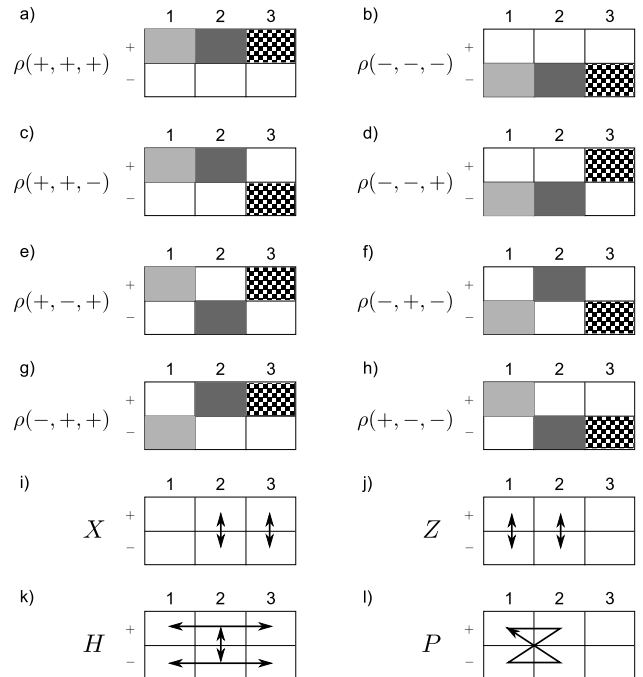 a) 1 2 3 b) 1 2 3
ρ(+, +, +) + − ρ(−, −, −) + −
c) 1 2 3 d) 1 2 3
ρ(+, +, −) + − ρ(−, −, +) + −
e) 1 2 3 f) 1 2 3
ρ(+, −, +) + − ρ(−, +, −) + −
g) 1 2 3 h) 1 2 3
ρ(−, +, +) + − ρ(+, −, −) + −
i) 1 2 3 j) 1 2 3
X + − Z + −
k) 1 2 3 l) 1 2 3
H + − P + −